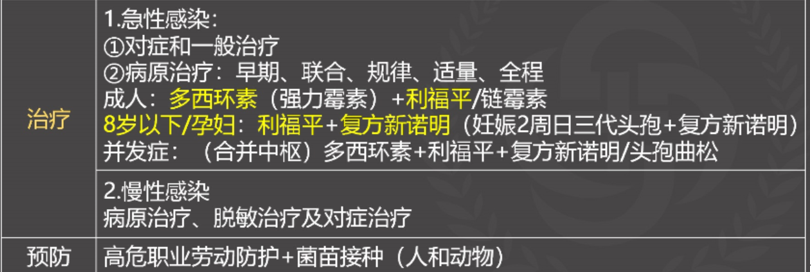 治疗
1.急性感染：
①对症和一般治疗
②病原治疗：早期、联合、规律、适量、全程
成人：多西环素（强力霉素）+利福平/链霉素
8岁以下/孕妇：利福平+复方新诺明（妊娠2周日三代头孢+复方新诺明）
并发症：（合并中枢）多西环素+利福平+复方新诺明/头孢曲松
2.慢性感染
病原治疗、脱敏治疗及对症治疗
预防
高危职业劳动防护+菌苗接种（人和动物）